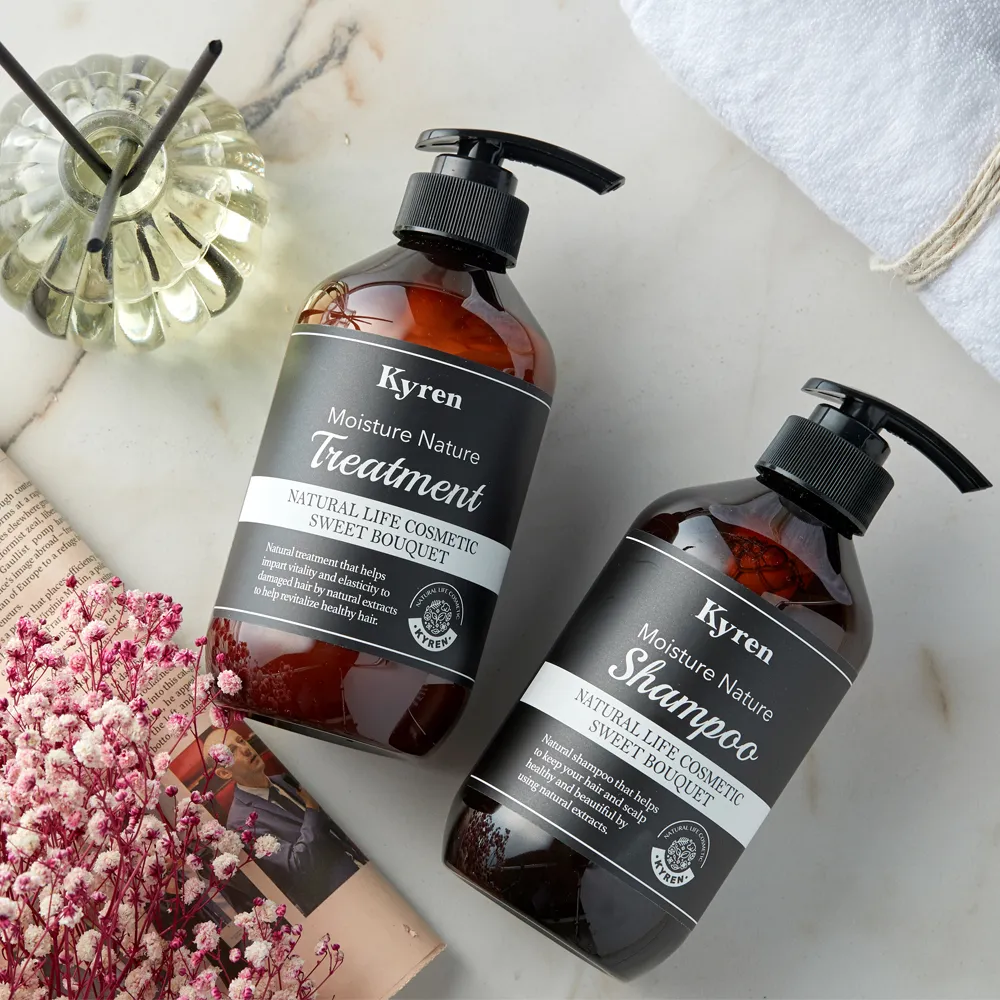 Kyren
Moisture Nature
Treatment
NATURAL LIFE COSMETIC
SWEET BOUQUET
Natural treatment that helps
impart vitality and elasticity to
damaged hair by natural extracts
to help revitalize healthy hair.
NATURAL LIFE COSMETIC
KYREN
Kyren
Moisture Nature
Shampoo
NATURAL LIFE COSMETIC
SWEET BOUQUET
Natural shampoo that helps
to keep your hair and scalp
healthy and beautiful by
using natural extracts.
NATURAL LIFE COSMETIC
KYREN